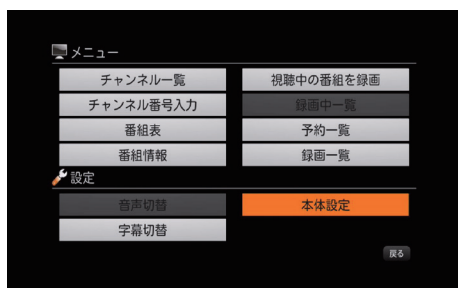 メニュー
チャンネル一覧
視聴中の番組を録画
チャンネル番号入力
録画中一覧
番組表
予約一覧
番組情報
録画一覧
設定
音声切替
本体設定
字幕切替
戻る